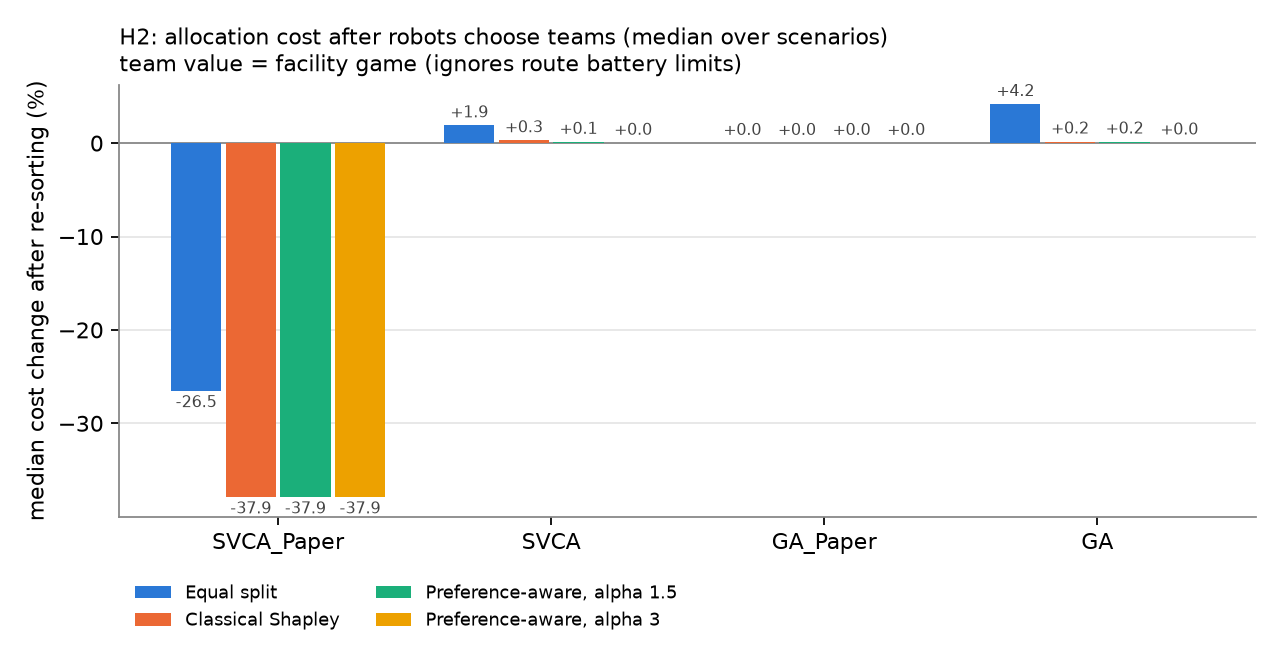 H2: allocation cost after robots choose teams (median over scenarios)
team value = facility game (ignores route battery limits)
median cost change after re-sorting (%)
0
−10
−20
−30
-26.5
-37.9
-37.9
-37.9
+1.9
+0.3
+0.1
+0.0
+0.0
+0.0
+0.0
+0.0
+4.2
+0.2
+0.2
+0.0
SVCA_Paper
SVCA
GA_Paper
GA
Equal split
Classical Shapley
Preference-aware, alpha 1.5
Preference-aware, alpha 3